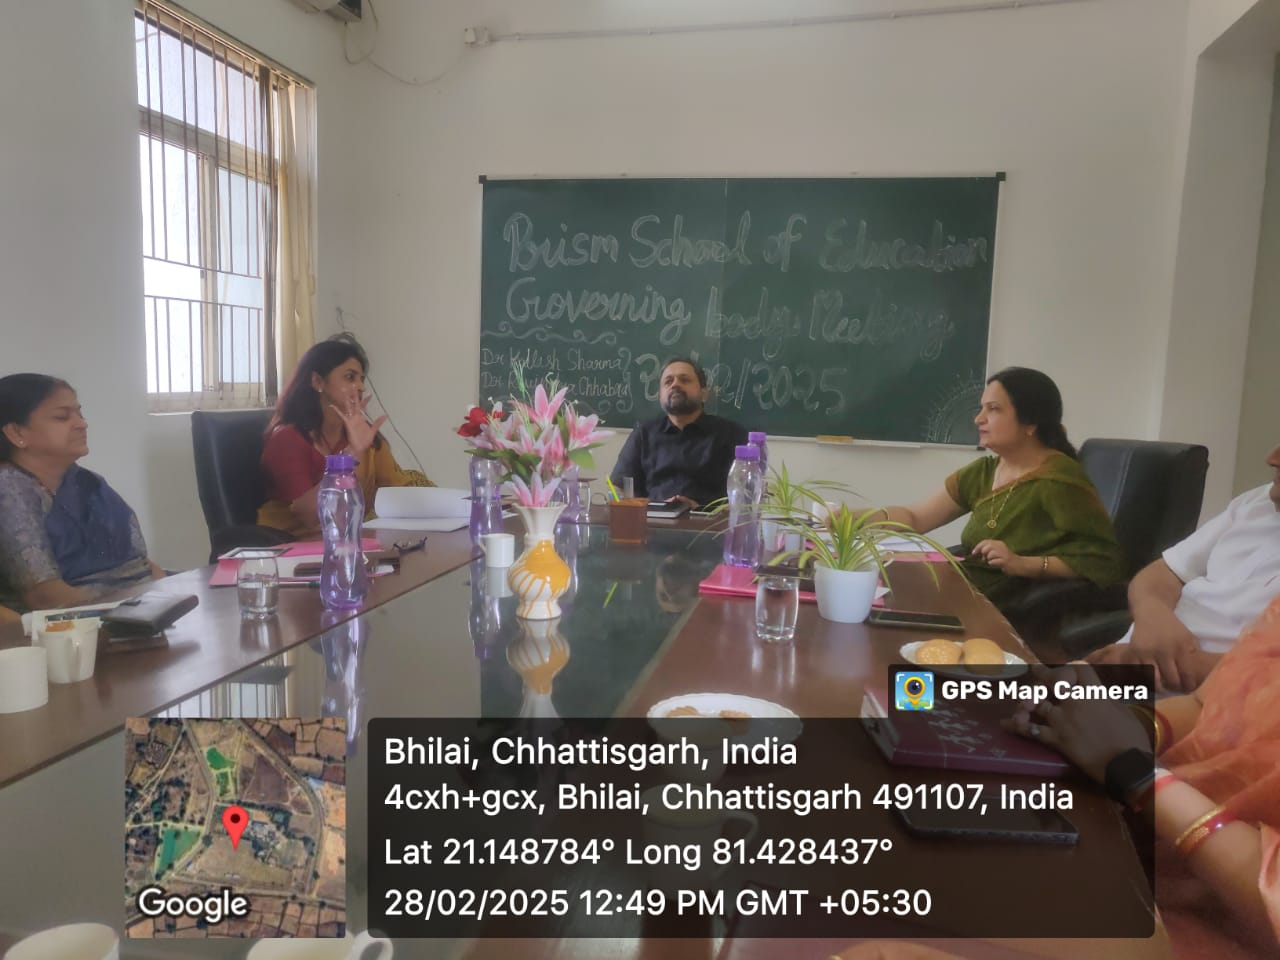 Prism School of Education
Governing body Meeting
Dr Kailash Sharma
Chhabra
/2025
GPS Map Camera
Bhilai, Chhattisgarh, India
4cxh+gcx, Bhilai, Chhattisgarh 491107, India
Lat 21.148784° Long 81.428437°
28/02/2025 12:49 PM GMT +05:30
Google